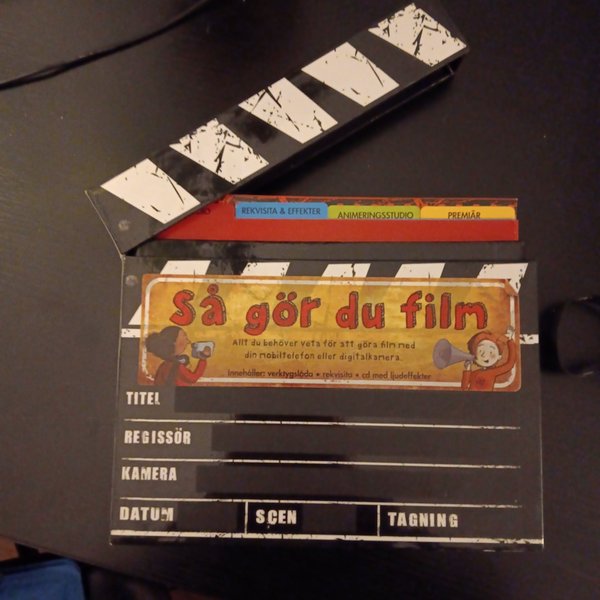 REKVISITA & EFFEKTER
ANIMERINGSSTUDIO
PREMIÄR
Så gör du film
Allt du behöver veta för att göra film med
din mobiltelefon eller digitalkamera.
Innehåller: verktygslåda • rekvisita • cd med ljudeffekter
TITEL
REGISSÖR
KAMERA
DATUM
SCEN
TAGNING